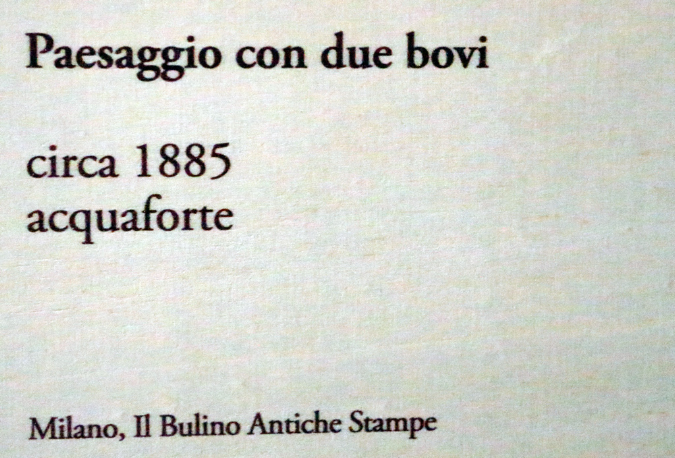 Paesaggio con due bovi
circa 1885
acquaforte
Milano, Il Bulino Antiche Stampe